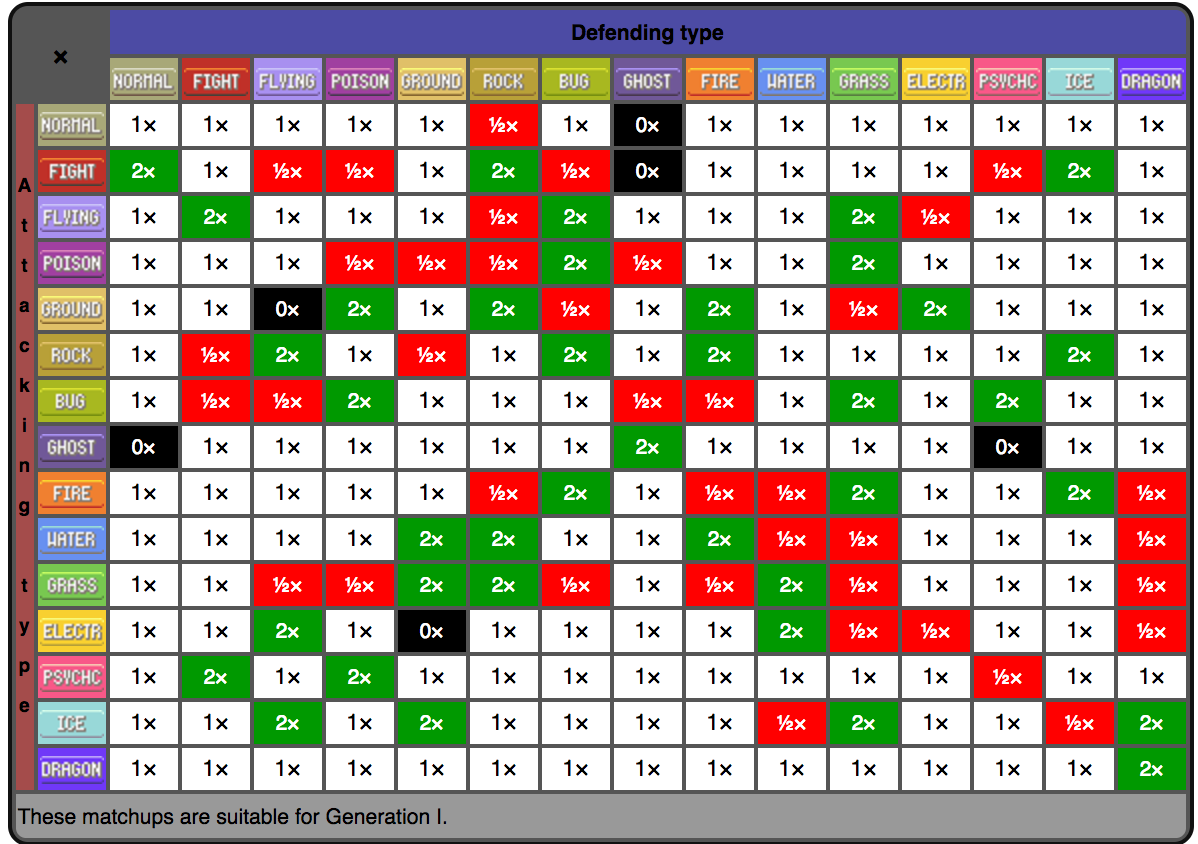 ×
Defending type
NORMAL FIGHT FLYING POISON GROUND ROCK BUG GHOST FIRE WATER GRASS ELECTR PSYCHC ICE DRAGON
Attacking type
NORMAL 1× 1× 1× 1× 1× ½× 1× 0× 1× 1× 1× 1× 1× 1× 1×
FIGHT 2× 1× ½× ½× 1× 2× ½× 0× 1× 1× 1× 1× ½× 2× 1×
FLYING 1× 2× 1× 1× 1× ½× 2× 1× 1× 1× 2× ½× 1× 1× 1×
POISON 1× 1× 1× ½× ½× ½× 2× ½× 1× 1× 2× 1× 1× 1× 1×
GROUND 1× 1× 0× 2× 1× 2× ½× 1× 2× 1× ½× 2× 1× 1× 1×
ROCK 1× ½× 2× 1× ½× 1× 2× 1× 2× 1× 1× 1× 1× 2× 1×
BUG 1× ½× ½× 2× 1× 1× 1× ½× ½× 1× 2× 1× 2× 1× 1×
GHOST 0× 1× 1× 1× 1× 1× 1× 2× 1× 1× 1× 1× 0× 1× 1×
FIRE 1× 1× 1× 1× 1× ½× 2× 1× ½× ½× 2× 1× 1× 2× ½×
WATER 1× 1× 1× 1× 2× 2× 1× 1× 2× ½× ½× 1× 1× 1× ½×
GRASS 1× 1× ½× ½× 2× 2× ½× 1× ½× 2× ½× 1× 1× 1× ½×
ELECTR 1× 1× 2× 1× 0× 1× 1× 1× 1× 2× ½× ½× 1× 1× ½×
PSYCHC 1× 2× 1× 2× 1× 1× 1× 1× 1× 1× 1× 1× ½× 1× 1×
ICE 1× 1× 2× 1× 2× 1× 1× 1× 1× ½× 2× 1× 1× ½× 2×
DRAGON 1× 1× 1× 1× 1× 1× 1× 1× 1× 1× 1× 1× 1× 1× 2×
These matchups are suitable for Generation I.